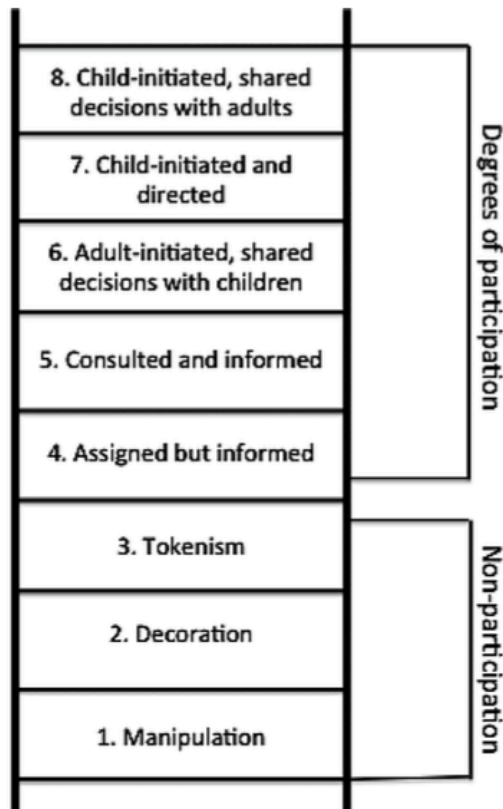 8. Child-initiated, shared
decisions with adults
7. Child-initiated and
directed
6. Adult-initiated, shared
decisions with children
5. Consulted and informed
4. Assigned but informed
3. Tokenism
2. Decoration
1. Manipulation
Degrees of participation
Non-participation